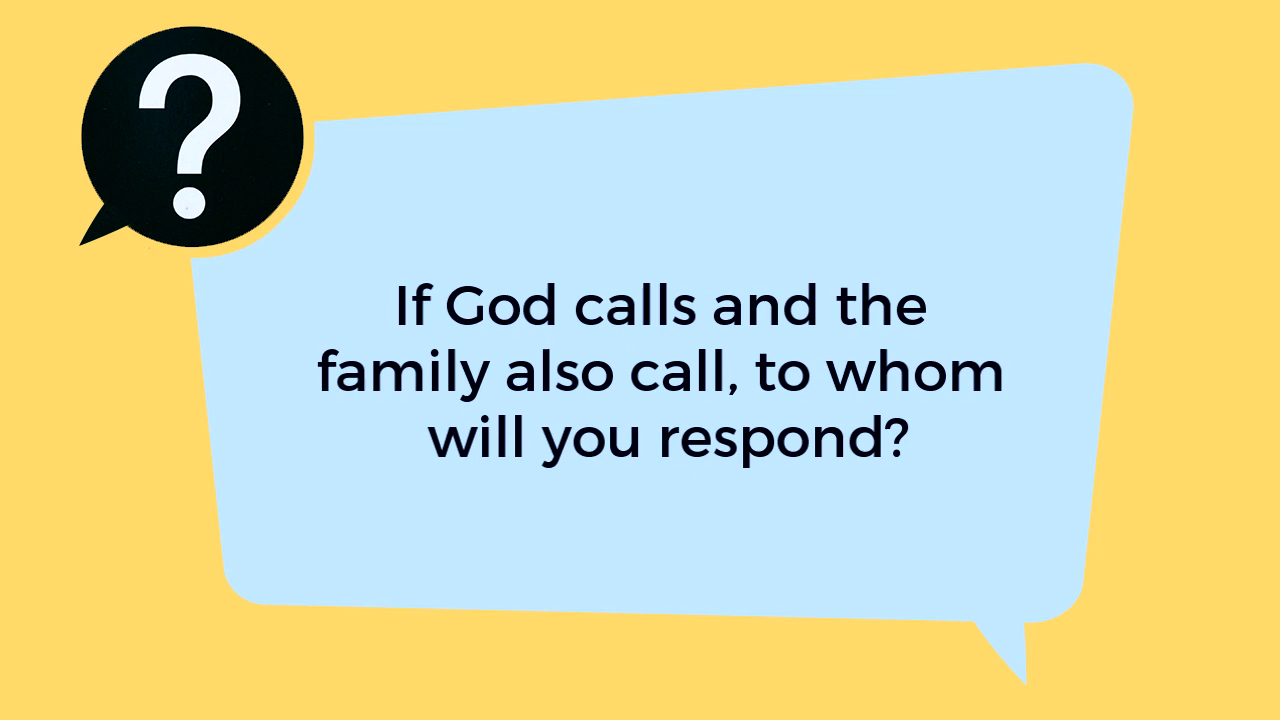 ?
If God calls and the
family also call, to whom
will you respond?